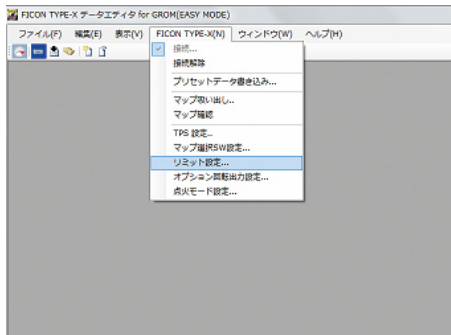 FICON TYPE-X データエディタ for GROM(EASY MODE)
ファイル(F) 編集(E) 表示(V) FICON TYPE-X(N) ウィンドウ(W) ヘルプ(H)
接続...
接続解除
プリセットデータ書き込み...
マップ吸い出し...
マップ確認
TPS 設定...
マップ選択SW設定...
リミット設定...
オプション回転出力設定...
点火モード設定...